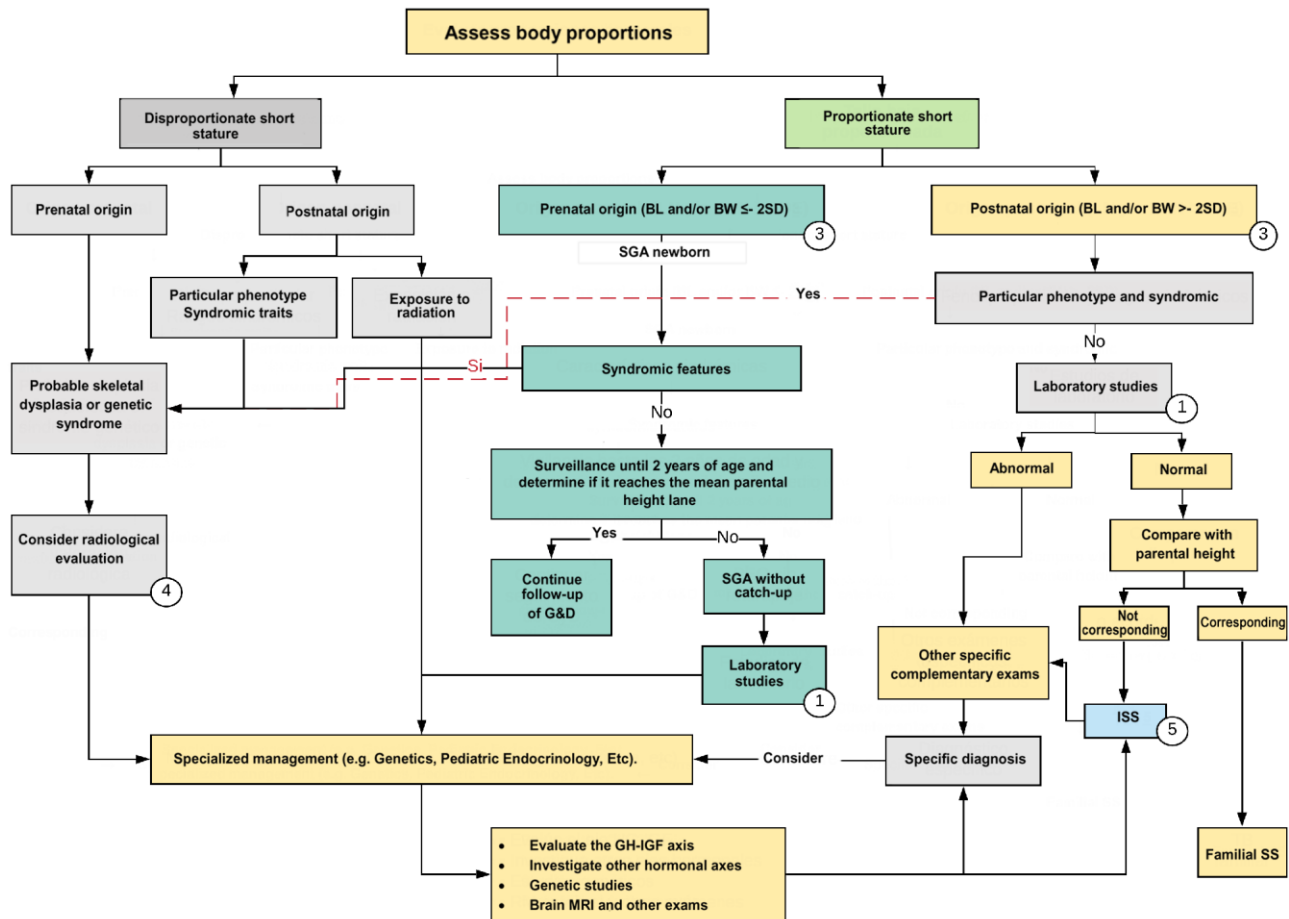 Assess body proportions
Disproportionate short
stature
Proportionate short
stature
Prenatal origin
Postnatal origin
Prenatal origin (BL and/or BW ≤- 2SD)
3
Postnatal origin (BL and/or BW >- 2SD)
3
SGA newborn
Particular phenotype
Syndromic traits
Exposure to
radiation
Yes
Particular phenotype and syndromic
No
Probable skeletal
dysplasia or genetic
syndrome
Si
Syndromic features
Laboratory studies
1
No
Surveillance until 2 years of age and
determine if it reaches the mean parental
height lane
Abnormal
Normal
Consider radiological
evaluation
4
Yes
No
Compare with
parental height
Continue
follow-up
of G&D
SGA without
catch-up
Not
corresponding
Corresponding
Other specific
complementary exams
Laboratory
studies
1
ISS
5
Specialized management (e.g. Genetics, Pediatric Endocrinology, Etc).
Consider
Specific diagnosis
• Evaluate the GH-IGF axis
• Investigate other hormonal axes
• Genetic studies
• Brain MRI and other exams
Familial SS